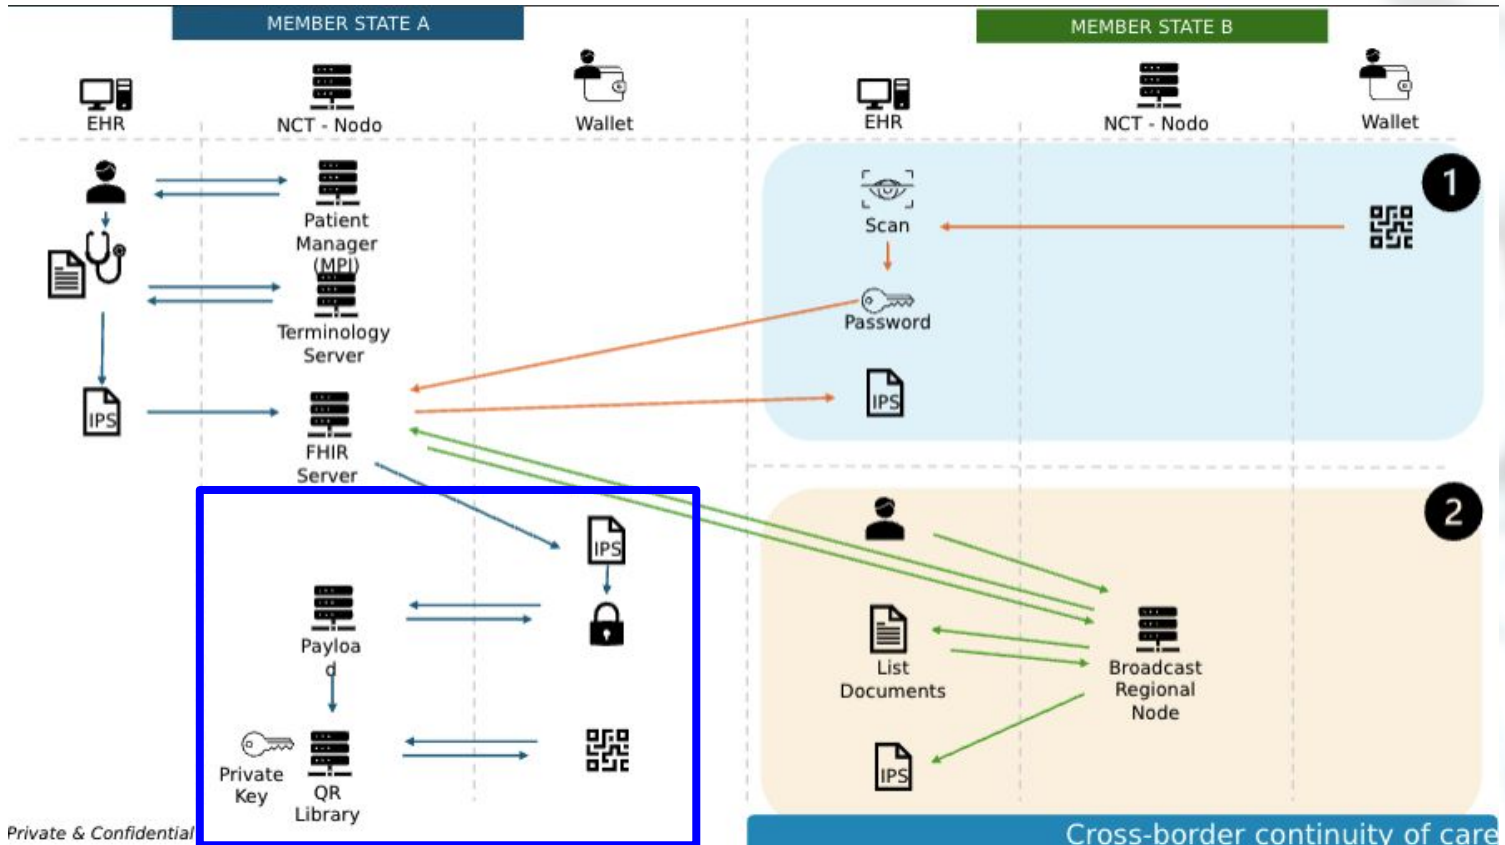 MEMBER STATE A
MEMBER STATE B
EHR
NCT - Nodo
Wallet
EHR
NCT - Nodo
Wallet
Patient
Manager
(MPI)
Terminology
Server
IPS
FHIR
Server
IPS
Payloa
d
Private
Key
QR
Library
1
Scan
Password
IPS
2
List
Documents
Broadcast
Regional
Node
IPS
Private & Confidential
Cross-border continuity of care